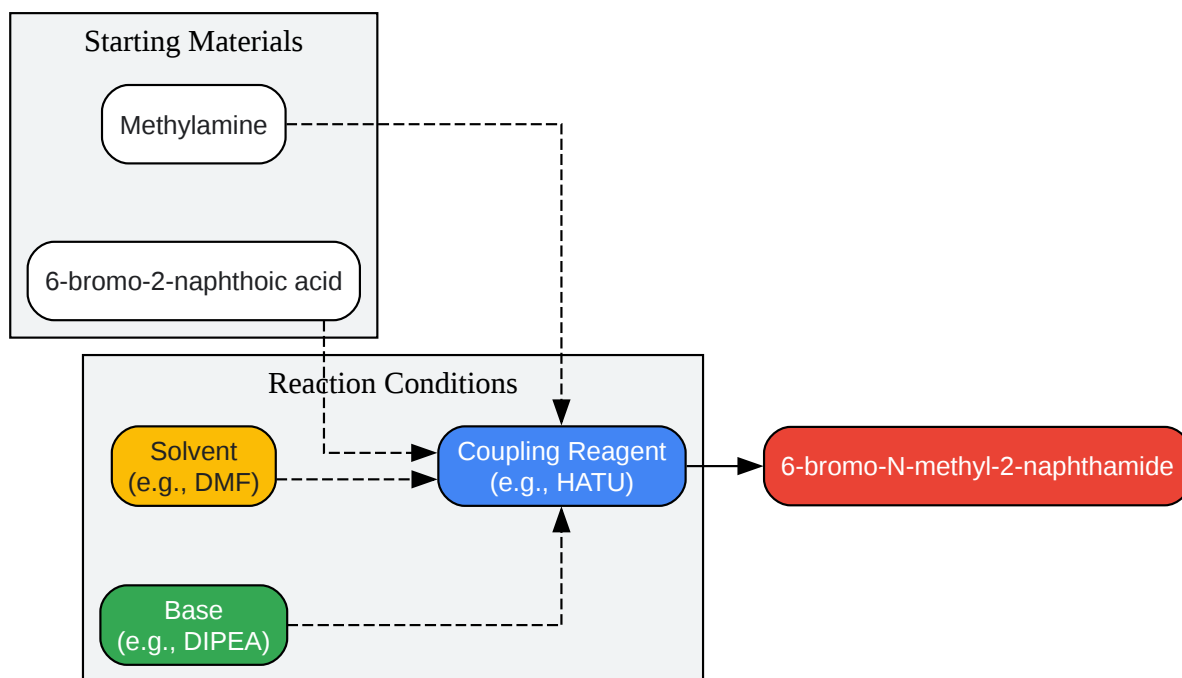 Starting Materials
Methylamine
6-bromo-2-naphthoic acid
Reaction Conditions
Solvent
(e.g., DMF)
Coupling Reagent
(e.g., HATU)
6-bromo-N-methyl-2-naphthamide
Base
(e.g., DIPEA)